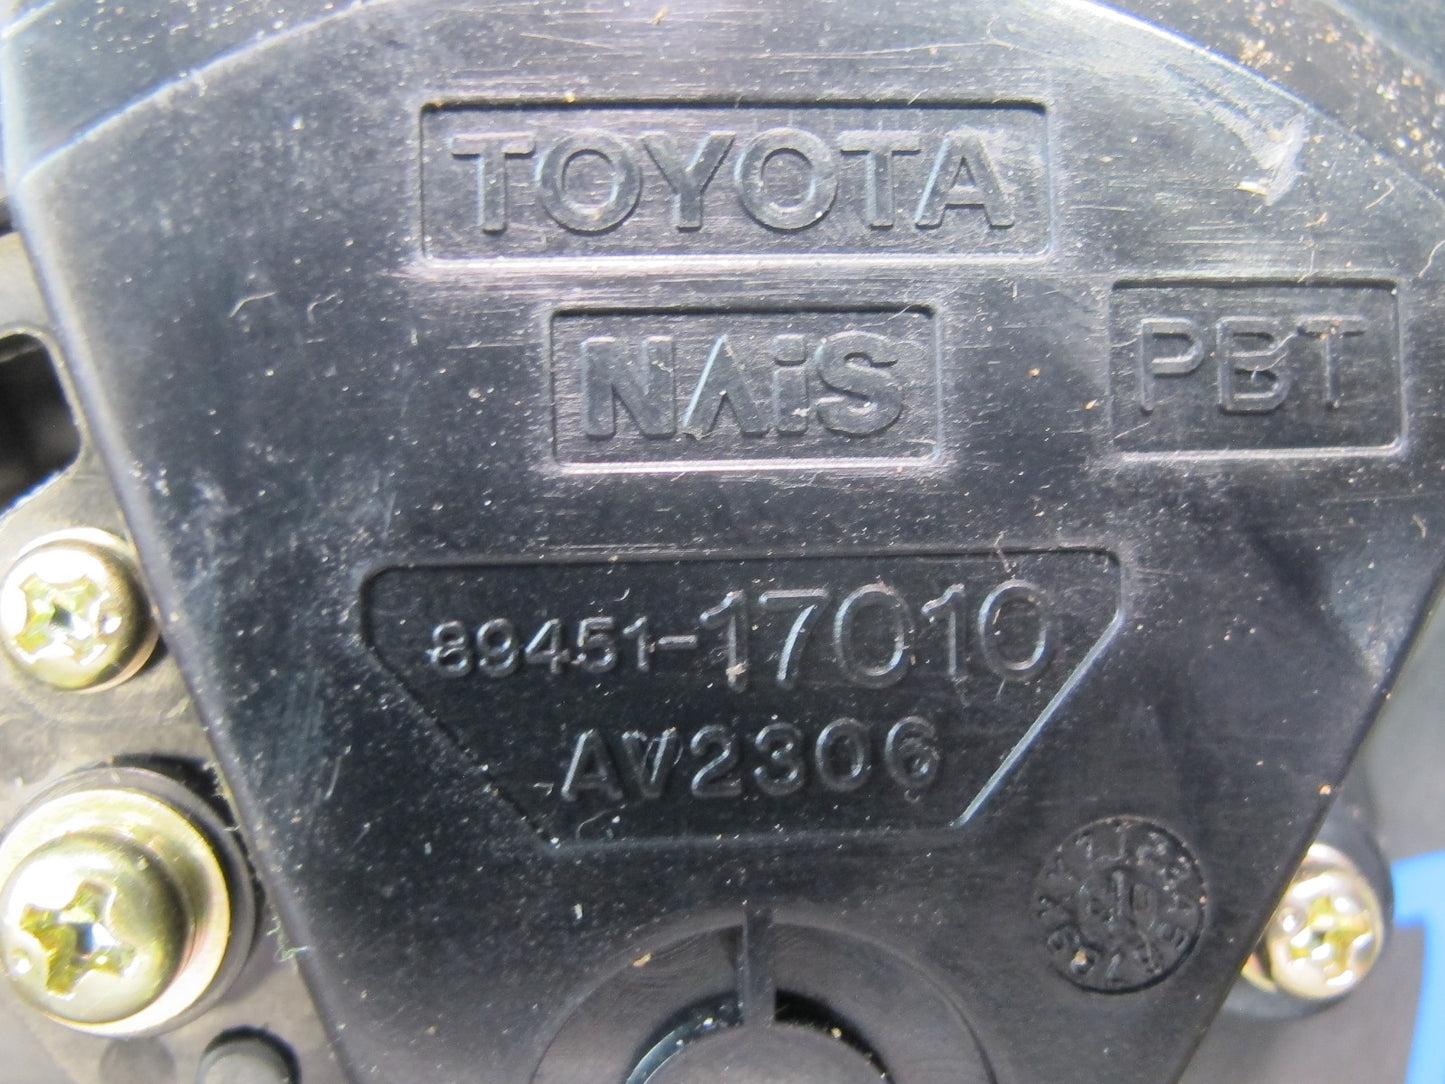 TOYOTA
NAiS
PBT
89451-17010
AV2306